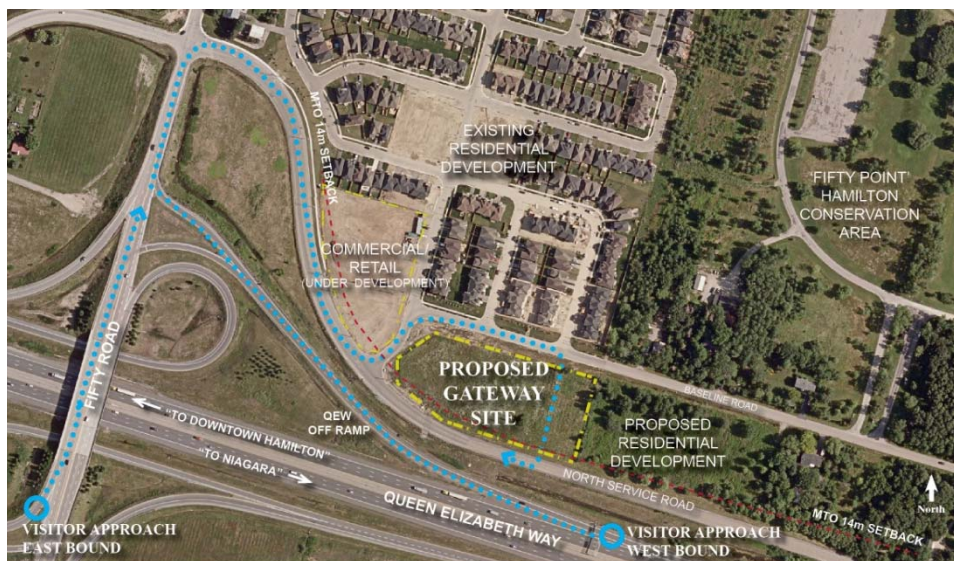 MTO 14m SETBACK
EXISTING
RESIDENTIAL
DEVELOPMENT
'FIFTY POINT'
HAMILTON
CONSERVATION
AREA
COMMERCIAL/
RETAIL
(UNDER DEVELOPMENT)
FIFTY ROAD
PROPOSED
GATEWAY
SITE
BASELINE ROAD
QEW
OFF RAMP
"TO DOWNTOWN HAMILTON"
"TO NIAGARA"
PROPOSED
RESIDENTIAL
DEVELOPMENT
NORTH SERVICE ROAD
QUEEN ELIZABETH WAY
MTO 14m SETBACK
North
VISITOR APPROACH
EAST BOUND
VISITOR APPROACH
WEST BOUND